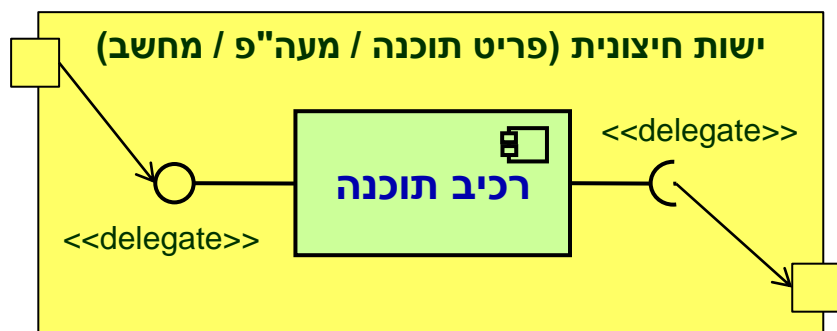 ישות חיצונית (פריט תוכנה / מעה"פ / מחשב)
<<delegate>>
רכיב תוכנה
<<delegate>>